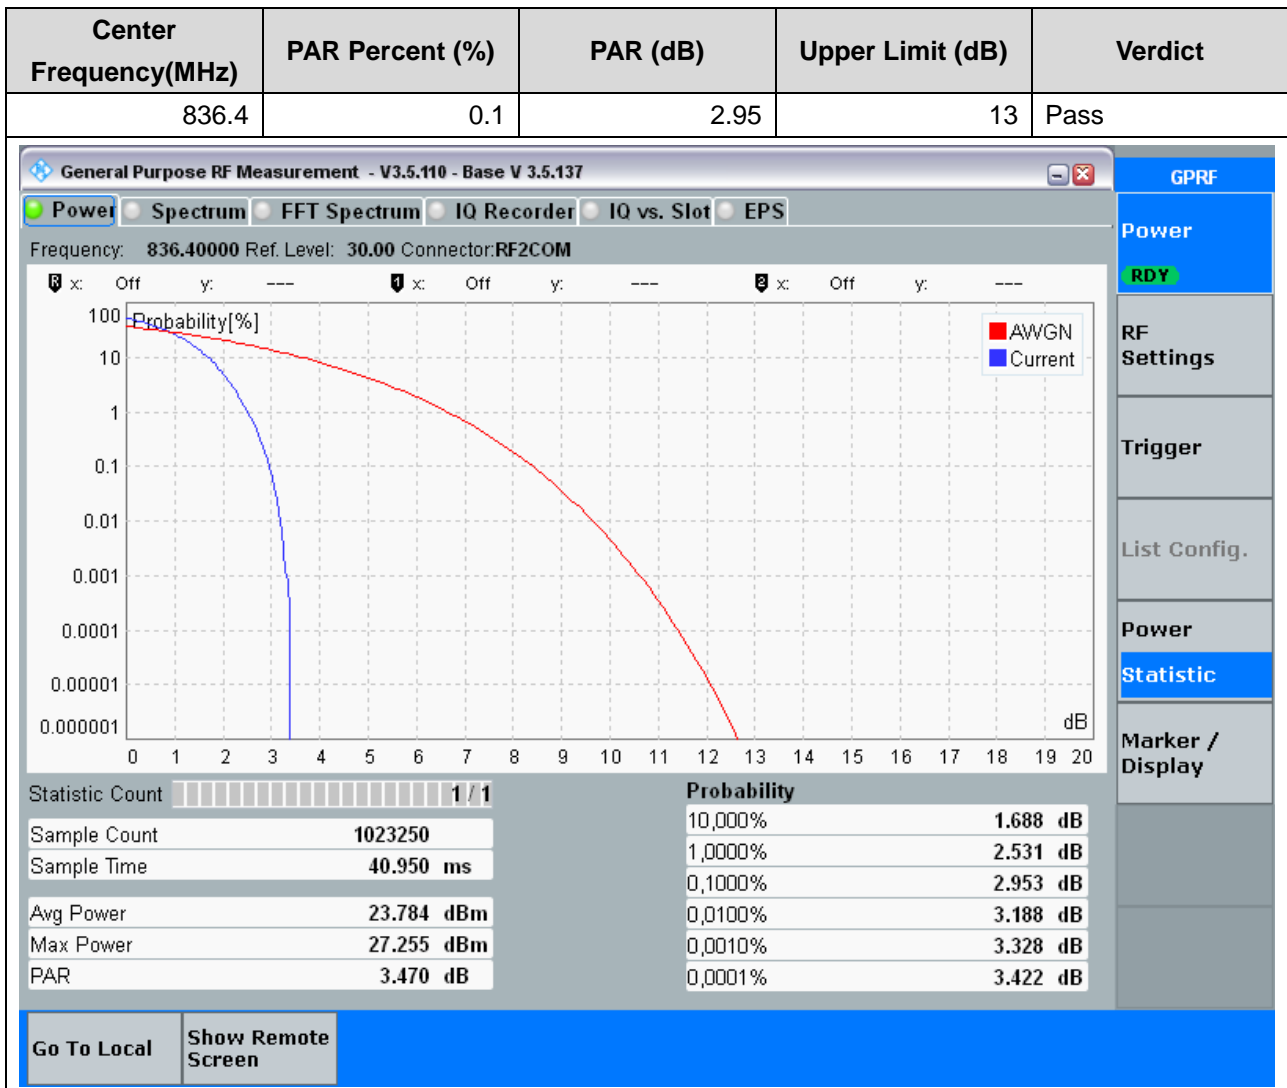 Center Frequency(MHz) PAR Percent (%) PAR (dB) Upper Limit (dB) Verdict
836.4 0.1 2.95 13 Pass
General Purpose RF Measurement - V3.5.110 - Base V 3.5.137
GPRF
Power Spectrum FFT Spectrum IQ Recorder IQ vs. Slot EPS
Frequency: 836.40000 Ref. Level: 30.00 Connector:RF2COM
R x: Off y: --- 1 x: Off y: --- 2 x: Off y: ---
Probability[%]
AWGN
Current
100
10
1
0.1
0.01
0.001
0.0001
0.00001
0.000001
dB
0 1 2 3 4 5 6 7 8 9 10 11 12 13 14 15 16 17 18 19 20
Statistic Count 1 / 1
Sample Count 1023250
Sample Time 40.950 ms
Avg Power 23.784 dBm
Max Power 27.255 dBm
PAR 3.470 dB
Probability
10,000% 1.688 dB
1,0000% 2.531 dB
0,1000% 2.953 dB
0,0100% 3.188 dB
0,0010% 3.328 dB
0,0001% 3.422 dB
Power
RDY
RF
Settings
Trigger
List Config.
Power
Statistic
Marker /
Display
Go To Local
Show Remote
Screen